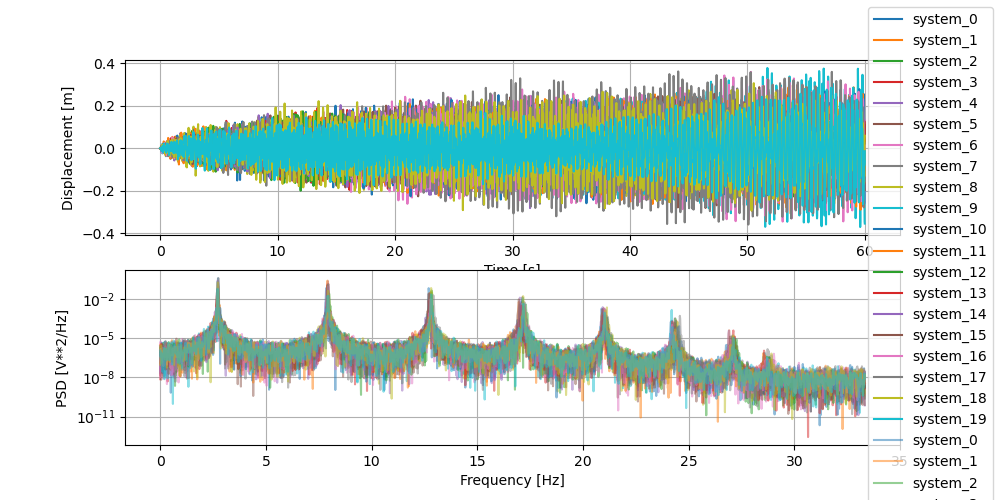 0.4
0.2
0.0
−0.2
−0.4
Displacement [m]
0
10
20
30
40
50
60
Time [s]
10⁻²
10⁻⁵
10⁻⁸
10⁻¹¹
PSD [V**2/Hz]
0
5
10
15
20
25
30
35
Frequency [Hz]
system_0
system_1
system_2
system_3
system_4
system_5
system_6
system_7
system_8
system_9
system_10
system_11
system_12
system_13
system_14
system_15
system_16
system_17
system_18
system_19
system_0
system_1
system_2